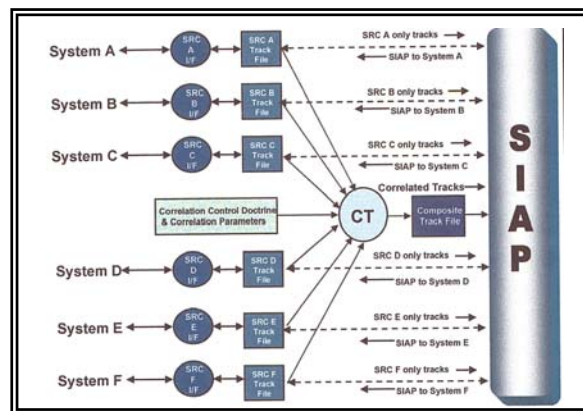 System A
SRC
A
I/F
SRC A
Track
File
SRC A only tracks
SIAP to System A
System B
SRC
B
I/F
SRC B
Track
File
SRC B only tracks
SIAP to System B
System C
SRC
C
I/F
SRC C
Track
File
SRC C only tracks
SIAP to System C
Correlation Control Doctrine
& Correlation Parameters
CT
Correlated Tracks
Composite
Track File
System D
SRC
D
I/F
SRC D
Track
File
SRC D only tracks
SIAP to System D
System E
SRC
E
I/F
SRC E
Track
File
SRC E only tracks
SIAP to System E
System F
SRC
F
I/F
SRC F
Track
File
SRC F only tracks
SIAP to System F
SIAP